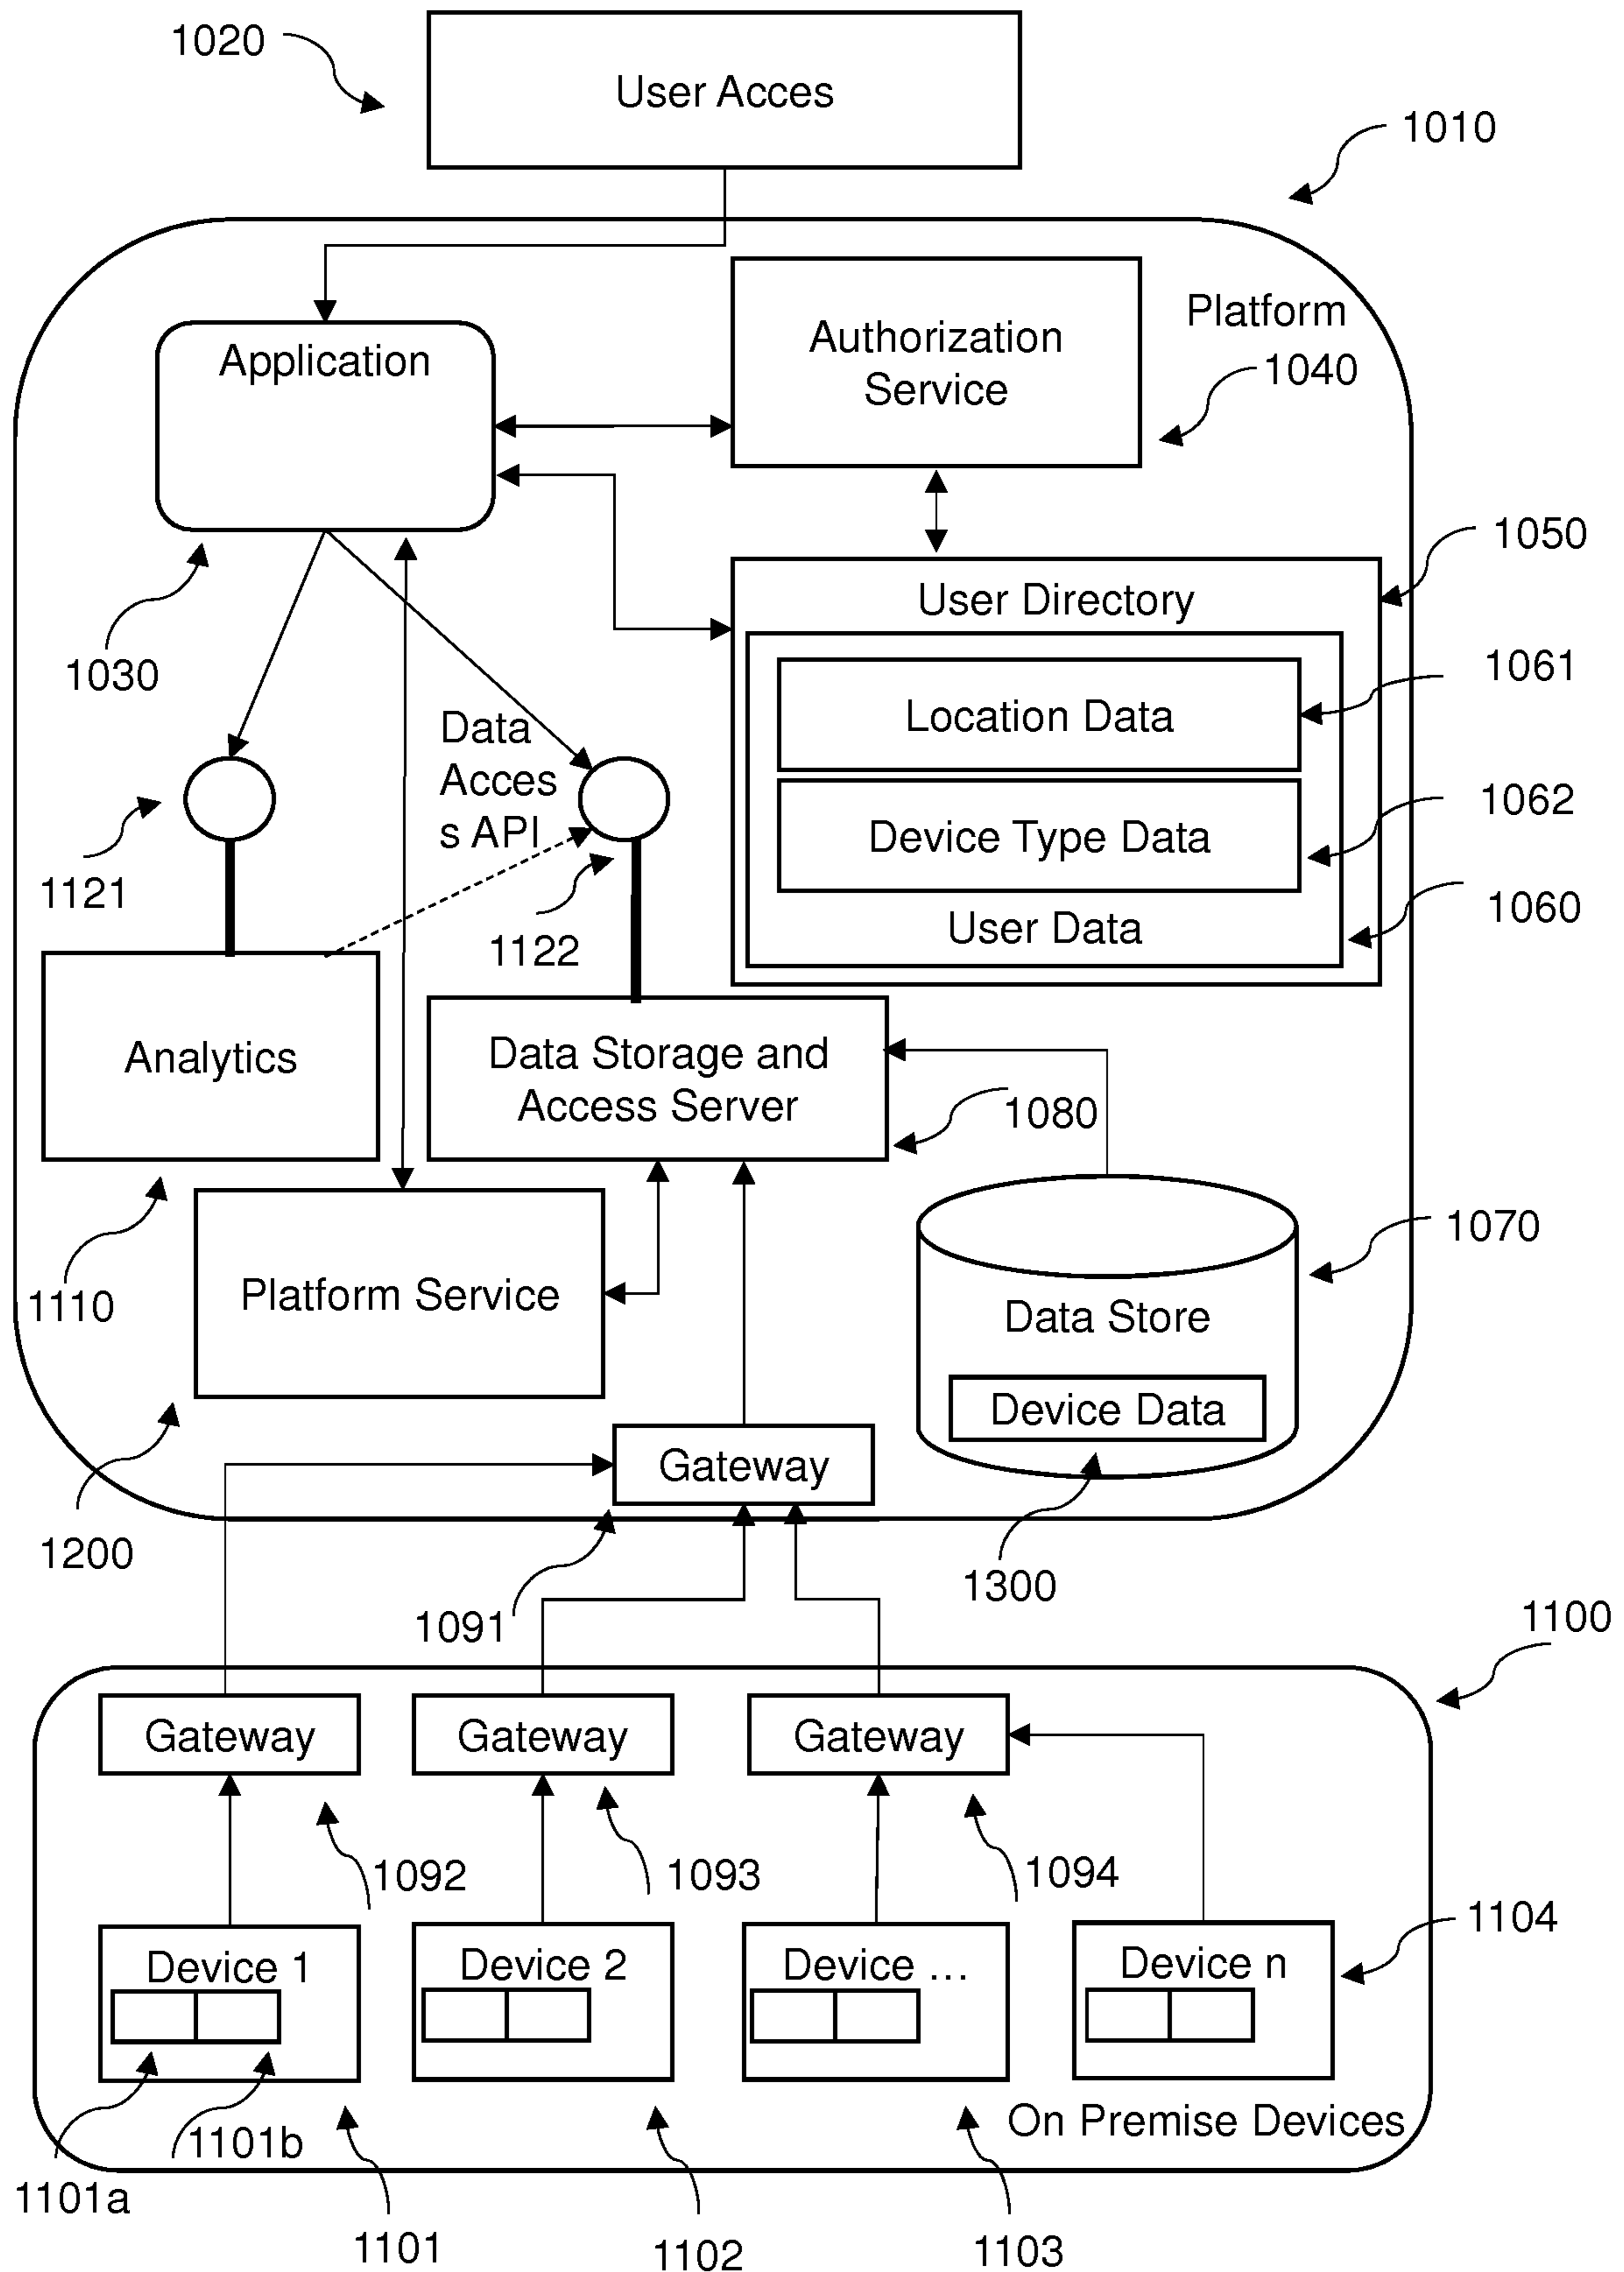 1020
User Acces
1010
Application
Authorization
Service
Platform
1040
1050
User Directory
1030
1061
Location Data
Data
Acces
s API
1062
Device Type Data
1121
1060
User Data
1122
Analytics
Data Storage and
Access Server
1080
1070
1110
Platform Service
Data Store
Device Data
Gateway
1200
1300
1091
1100
Gateway
Gateway
Gateway
1092
1093
1094
1104
Device 1
Device 2
Device ...
Device n
On Premise Devices
1101b
1101a
1101
1102
1103